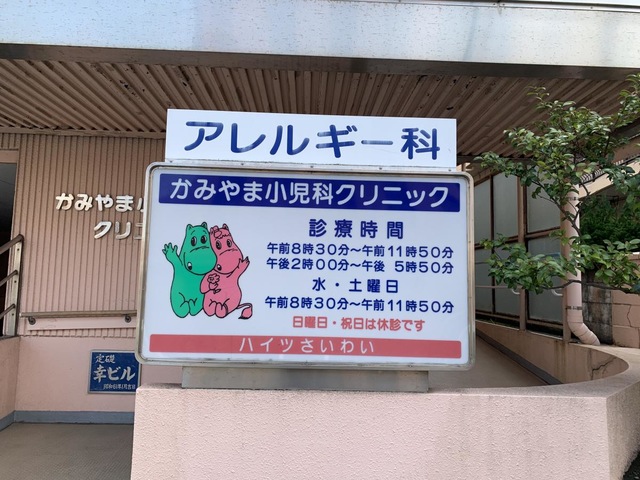 アレルギー科
かみやま小児科クリニック
診療時間
午前8時30分～午前11時50分
午後2時00分～午後 5時50分
水・土曜日
午前8時30分～午前11時50分
日曜日・祝日は休診です
ハイツさいわい
かみやま小
クリニ
定礎
幸ビル